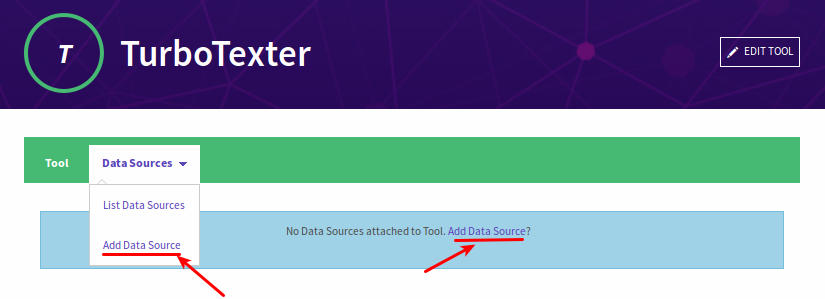 T
TurboTexter
EDIT TOOL
Tool
Data Sources
List Data Sources
Add Data Source
No Data Sources attached to Tool. Add Data Source?